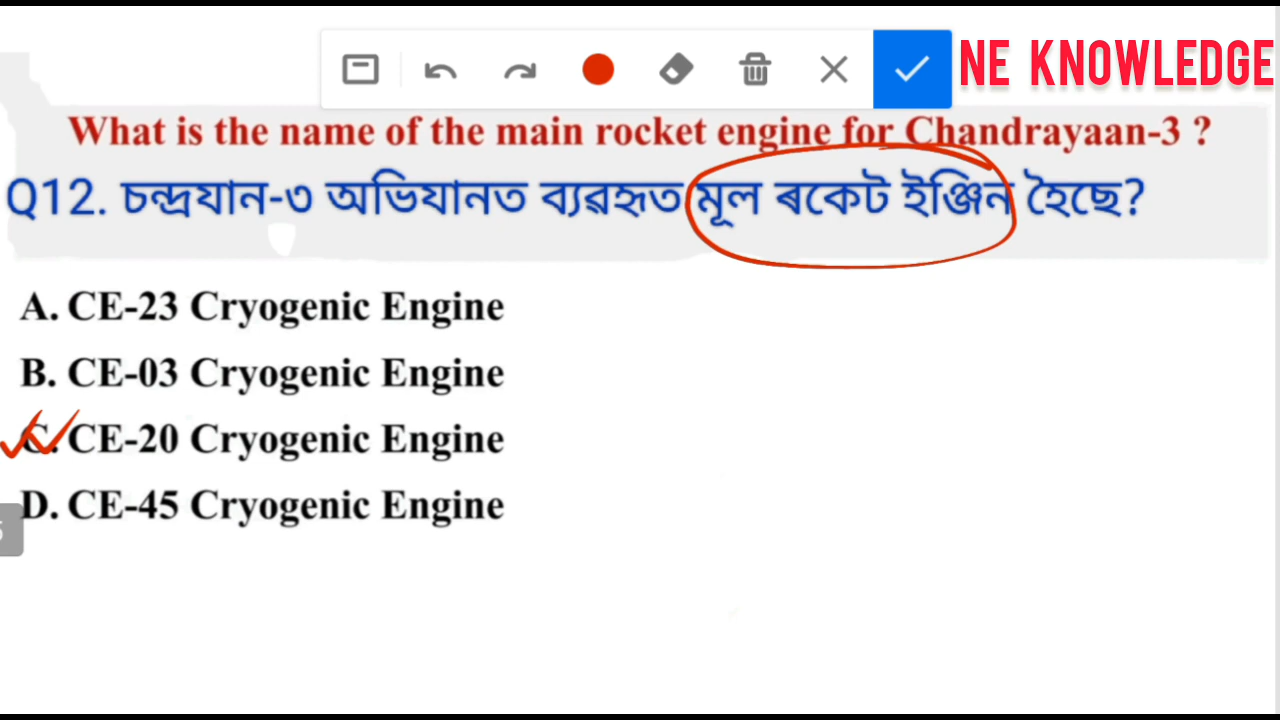 NE KNOWLEDGE
What is the name of the main rocket engine for Chandrayaan-3 ?
Q12. চন্দ্ৰযান-৩ অভিযানত ব্যৱহৃত মূল ৰকেট ইঞ্জিন হৈছে?
A. CE-23 Cryogenic Engine
B. CE-03 Cryogenic Engine
C. CE-20 Cryogenic Engine
D. CE-45 Cryogenic Engine